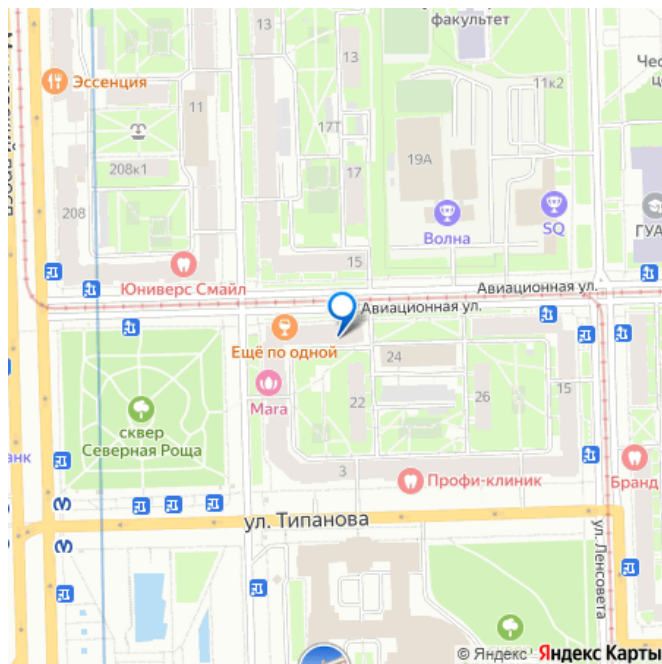 факультет
13
13
11к2
Эссенция
11
17Т
208к1
17
19А
208
Волна
SQ
ГУА
15
Юниверс Смайл
Авиационная ул.
Авиационная ул.
Ещё по одной
24
Mara
22
26
15
сквер
Северная Роща
3
Профи-клиник
Бранд
анк
ул. Типанова
ул. Ленсовета
© Яндекс
Яндекс Карты